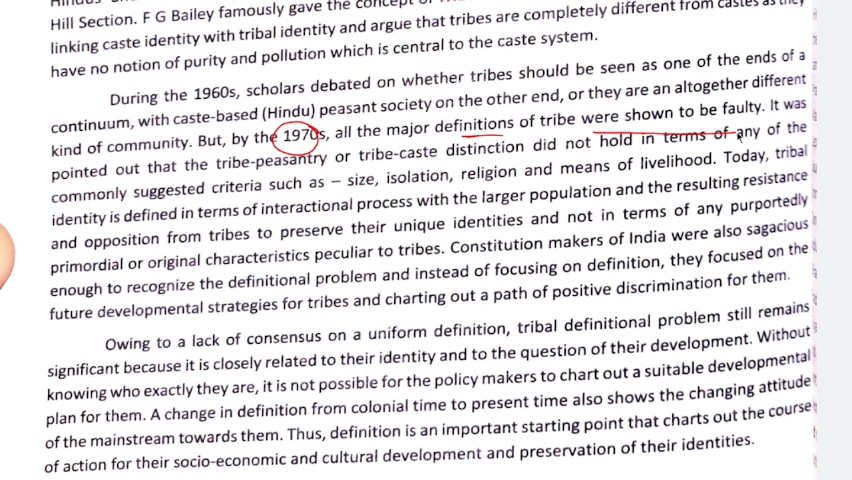 Hill Section. F G Bailey famously gave the concept of
linking caste identity with tribal identity and argue that tribes are completely different from castes as they
have no notion of purity and pollution which is central to the caste system.
During the 1960s, scholars debated on whether tribes should be seen as one of the ends of a
continuum, with caste-based (Hindu) peasant society on the other end, or they are an altogether different
kind of community. But, by the 1970s, all the major definitions of tribe were shown to be faulty. It was
pointed out that the tribe-peasantry or tribe-caste distinction did not hold in terms of any of the
commonly suggested criteria such as – size, isolation, religion and means of livelihood. Today, tribal
identity is defined in terms of interactional process with the larger population and the resulting resistance
and opposition from tribes to preserve their unique identities and not in terms of any purportedly
primordial or original characteristics peculiar to tribes. Constitution makers of India were also sagacious
enough to recognize the definitional problem and instead of focusing on definition, they focused on the
future developmental strategies for tribes and charting out a path of positive discrimination for them.
Owing to a lack of consensus on a uniform definition, tribal definitional problem still remains
significant because it is closely related to their identity and to the question of their development. Without
knowing who exactly they are, it is not possible for the policy makers to chart out a suitable developmental
plan for them. A change in definition from colonial time to present time also shows the changing attitude
of the mainstream towards them. Thus, definition is an important starting point that charts out the course
of action for their socio-economic and cultural development and preservation of their identities.